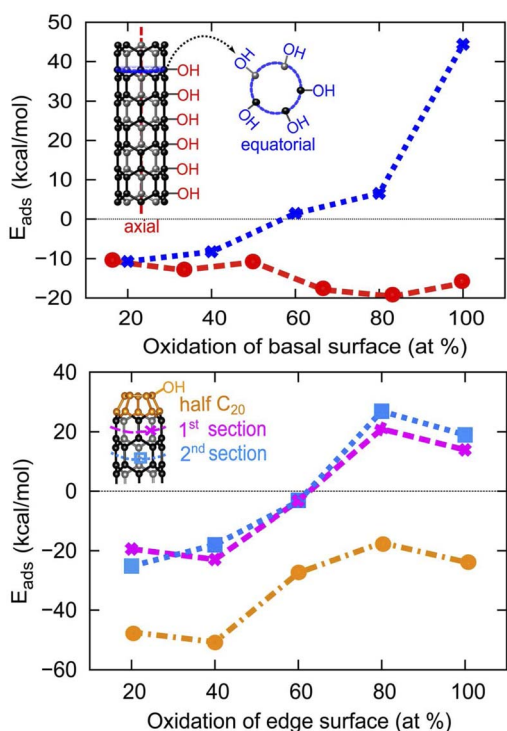 50
40
30
20
10
0
−10
−20
E_ads (kcal/mol)
OH
OH
OH
OH
OH
OH
axial
OH
OH
OH
OH
OH
equatorial
20 40 60 80 100
Oxidation of basal surface (at %)
40
20
0
−20
−40
−60
E_ads (kcal/mol)
OH
half C₂₀
1ˢᵗ section
2ⁿᵈ section
20 40 60 80 100
Oxidation of edge surface (at %)